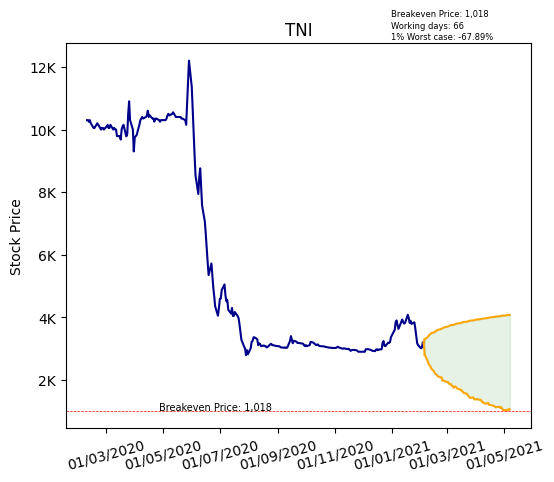 Breakeven Price: 1,018
Working days: 66
1% Worst case: -67.89%
TNI
12K
10K
8K
6K
4K
2K
Stock Price
Breakeven Price: 1,018
01/03/2020
01/05/2020
01/07/2020
01/09/2020
01/11/2020
01/01/2021
01/03/2021
01/05/2021